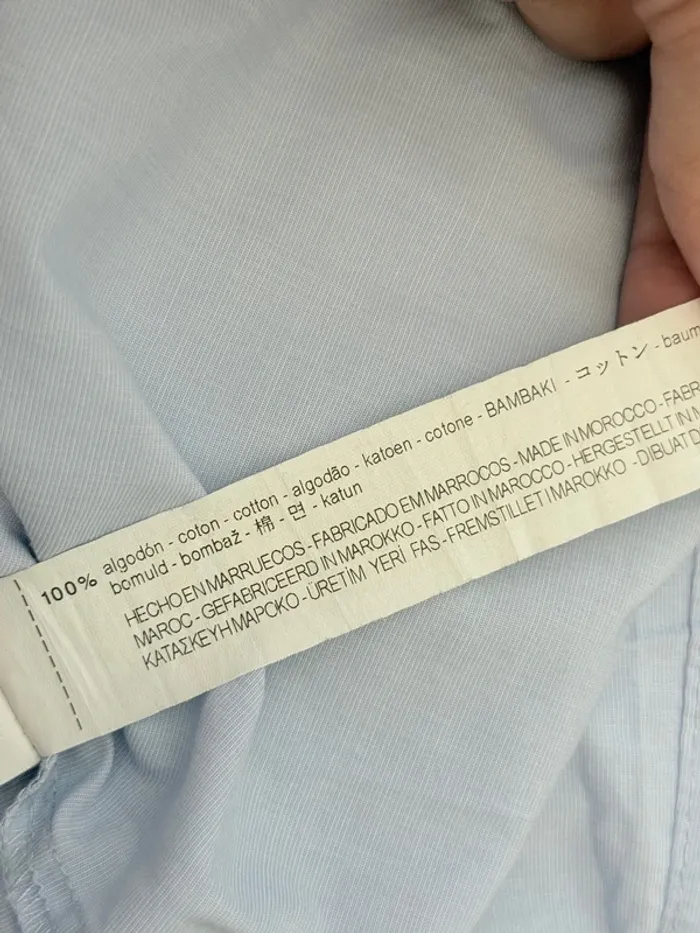 100% algodón - coton - cotton - algodão - katoen - cotone - BAMBAKI - コットン - baum
bomuld - bombaž - 棉 - 면 - katun
HECHO EN MARRUECOS - FABRICADO EM MARROCOS - MADE IN MOROCCO - FABR
MAROC - GEFABRICEERD IN MAROKKO - FATTO IN MAROCCO - HERGESTELLT IN M
ΚΑΤΑΣΚΕΥΗ ΜΑΡΟΚΟ - ÜRETİM YERİ FAS - FREMSTILLET I MAROKKO - DIBUAT D